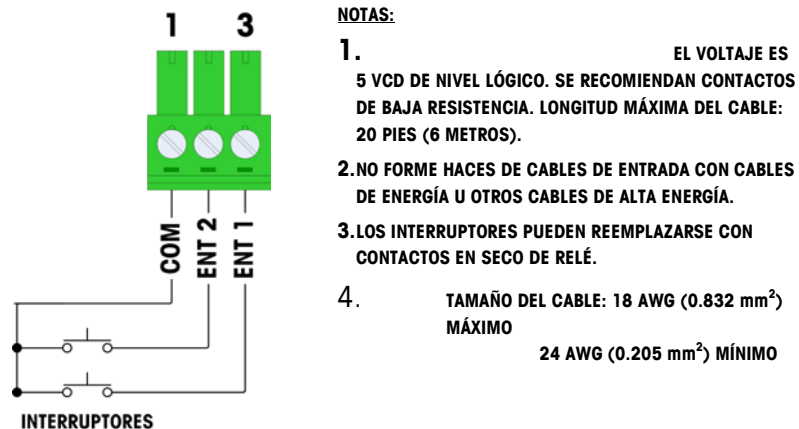 1 3
COM
ENT 2
ENT 1
INTERRUPTORES
NOTAS:
1. EL VOLTAJE ES
5 VCD DE NIVEL LÓGICO. SE RECOMIENDAN CONTACTOS
DE BAJA RESISTENCIA. LONGITUD MÁXIMA DEL CABLE:
20 PIES (6 METROS).
2.NO FORME HACES DE CABLES DE ENTRADA CON CABLES
DE ENERGÍA U OTROS CABLES DE ALTA ENERGÍA.
3.LOS INTERRUPTORES PUEDEN REEMPLAZARSE CON
CONTACTOS EN SECO DE RELÉ.
4. TAMAÑO DEL CABLE: 18 AWG (0.832 mm²)
MÁXIMO
24 AWG (0.205 mm²) MÍNIMO